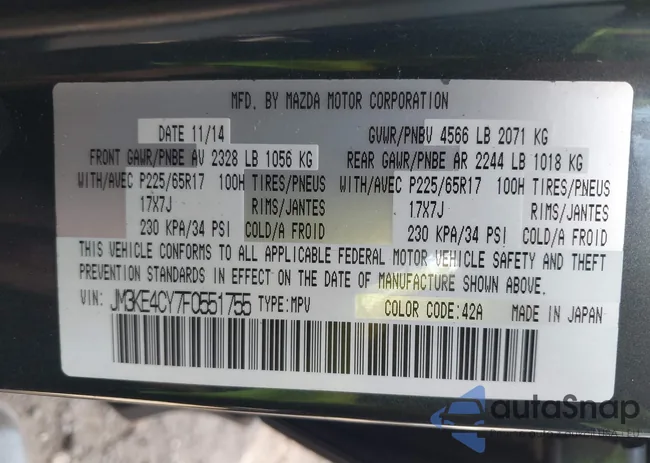 MFD. BY MAZDA MOTOR CORPORATION
DATE 11/14 GVWR/PNBV 4566 LB 2071 KG
FRONT GAWR/PNBE AV 2328 LB 1056 KG REAR GAWR/PNBE AR 2244 LB 1018 KG
WITH/AVEC P225/65R17 100H TIRES/PNEUS WITH/AVEC P225/65R17 100H TIRES/PNEUS
17X7J RIMS/JANTES 17X7J RIMS/JANTES
230 KPA/34 PSI COLD/A FROID 230 KPA/34 PSI COLD/A FROID
THIS VEHICLE CONFORMS TO ALL APPLICABLE FEDERAL MOTOR VEHICLE SAFETY AND THEFT
PREVENTION STANDARDS IN EFFECT ON THE DATE OF MANUFACTURE SHOWN ABOVE.
VIN: JM3KE4CY7F0551755 TYPE:MPV COLOR CODE:42A MADE IN JAPAN
autoSnap